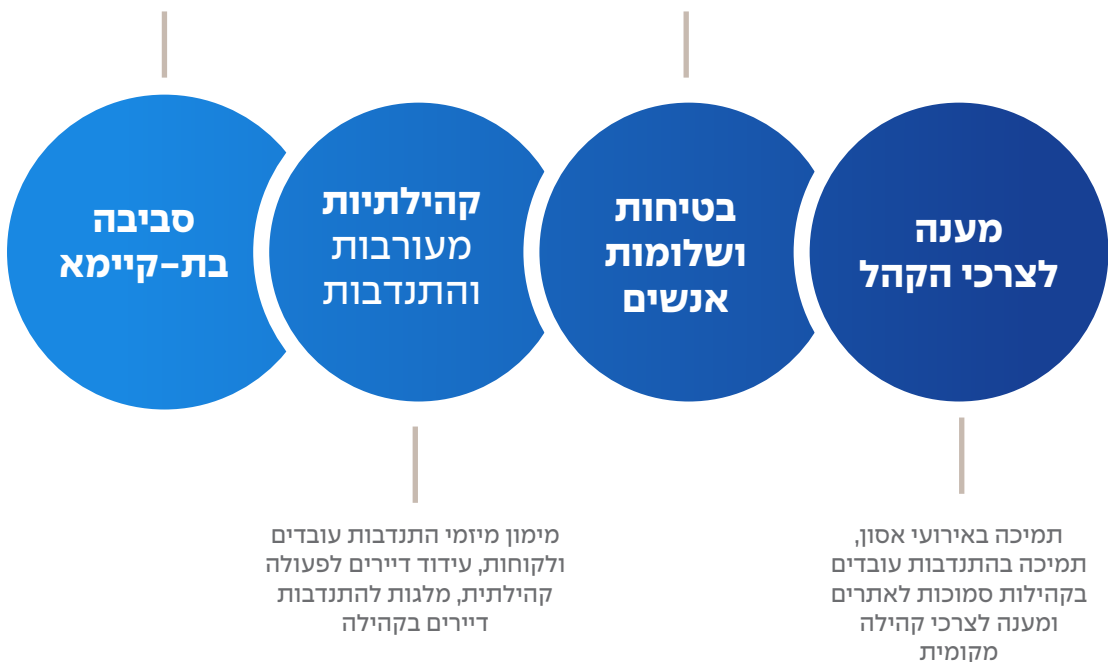 מענה
לצרכי הקהל
בטיחות
ושלומות
אנשים
קהילתיות
מעורבות
והתנדבות
סביבה
בת-קיימא
תמיכה באירועי אסון,
תמיכה בהתנדבות עובדים
בקהילות סמוכות לאתרים
ומענה לצרכי קהילה
מקומית
מימון מיזמי התנדבות עובדים
ולקוחות, עידוד דיירים לפעולה
קהילתית, מלגות להתנדבות
דיירים בקהילה